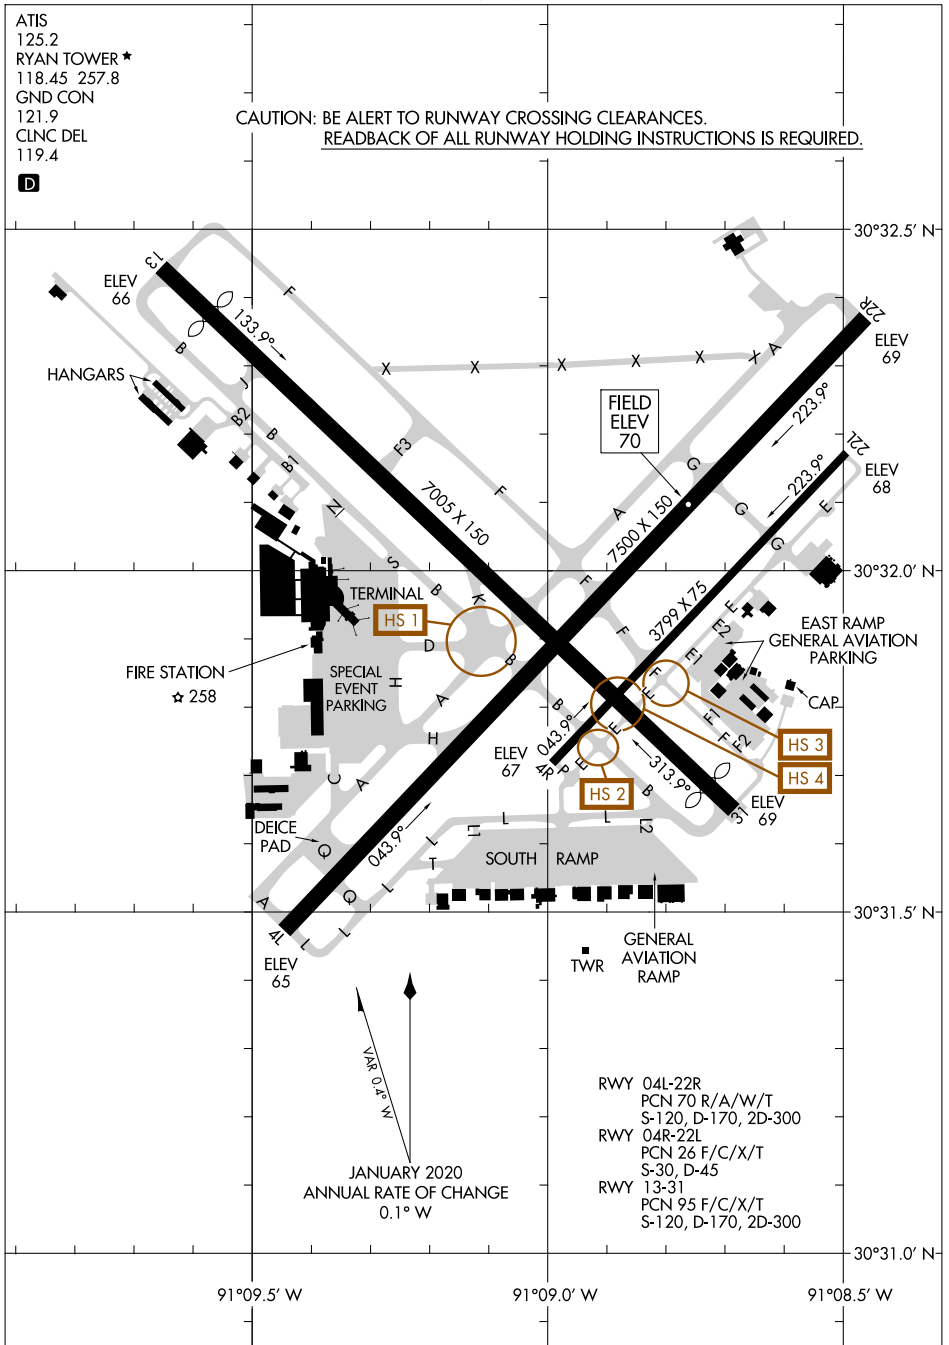 ATIS
125.2
RYAN TOWER ★
118.45 257.8
GND CON
121.9
CLNC DEL
119.4
D
CAUTION: BE ALERT TO RUNWAY CROSSING CLEARANCES.
READBACK OF ALL RUNWAY HOLDING INSTRUCTIONS IS REQUIRED.
30°32.5' N
13
ELEV
66
F
133.9°
22R
ELEV
69
B
J
X X X X X X A
HANGARS
B2
B
B1
F3
F
FIELD
ELEV
70
223.9°
22L
ELEV
68
223.9°
G
G
G
E
A
7005 X 150
7500 X 150
N1
S
B
K
F
30°32.0' N
TERMINAL
HS 1
D
B
F
3799 X 75
E
E2
E1
EAST RAMP
GENERAL AVIATION
PARKING
FIRE STATION
☆ 258
SPECIAL
EVENT
PARKING
H
A
H
B
F
E
F1
F
F2
CAP
HS 3
HS 4
043.9°
ELEV
67
4R
P
E
E
HS 2
313.9°
B
31
ELEV
69
C
A
DEICE
PAD
Q
043.9°
L
L1
L
L
L2
T
L
SOUTH RAMP
Q
A
L
L
4L
ELEV
65
30°31.5' N
TWR
GENERAL
AVIATION
RAMP
VAR 0.4° W
JANUARY 2020
ANNUAL RATE OF CHANGE
0.1° W
RWY 04L-22R
PCN 70 R/A/W/T
S-120, D-170, 2D-300
RWY 04R-22L
PCN 26 F/C/X/T
S-30, D-45
RWY 13-31
PCN 95 F/C/X/T
S-120, D-170, 2D-300
30°31.0' N
91°09.5' W
91°09.0' W
91°08.5' W